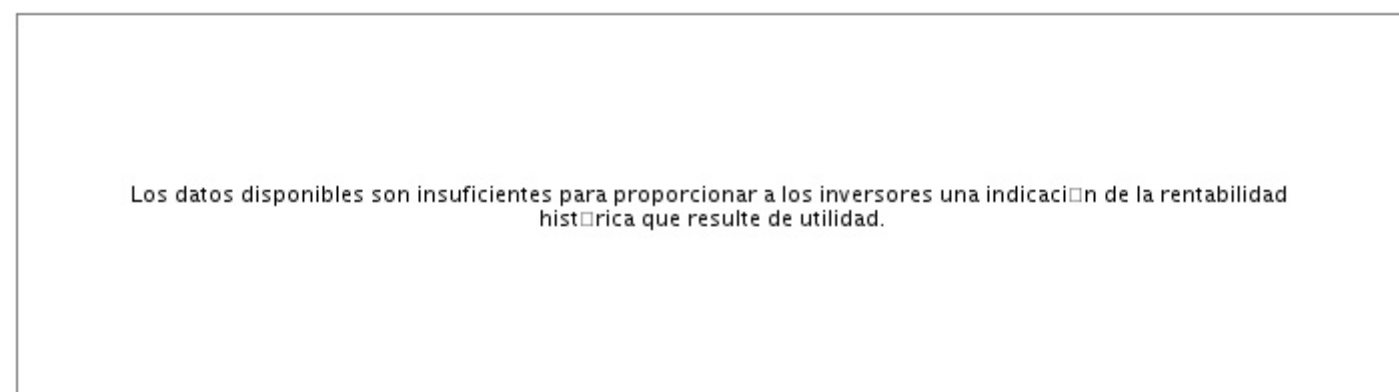 Los datos disponibles son insuficientes para proporcionar a los inversores una indicaci□n de la rentabilidad
hist□rica que resulte de utilidad.